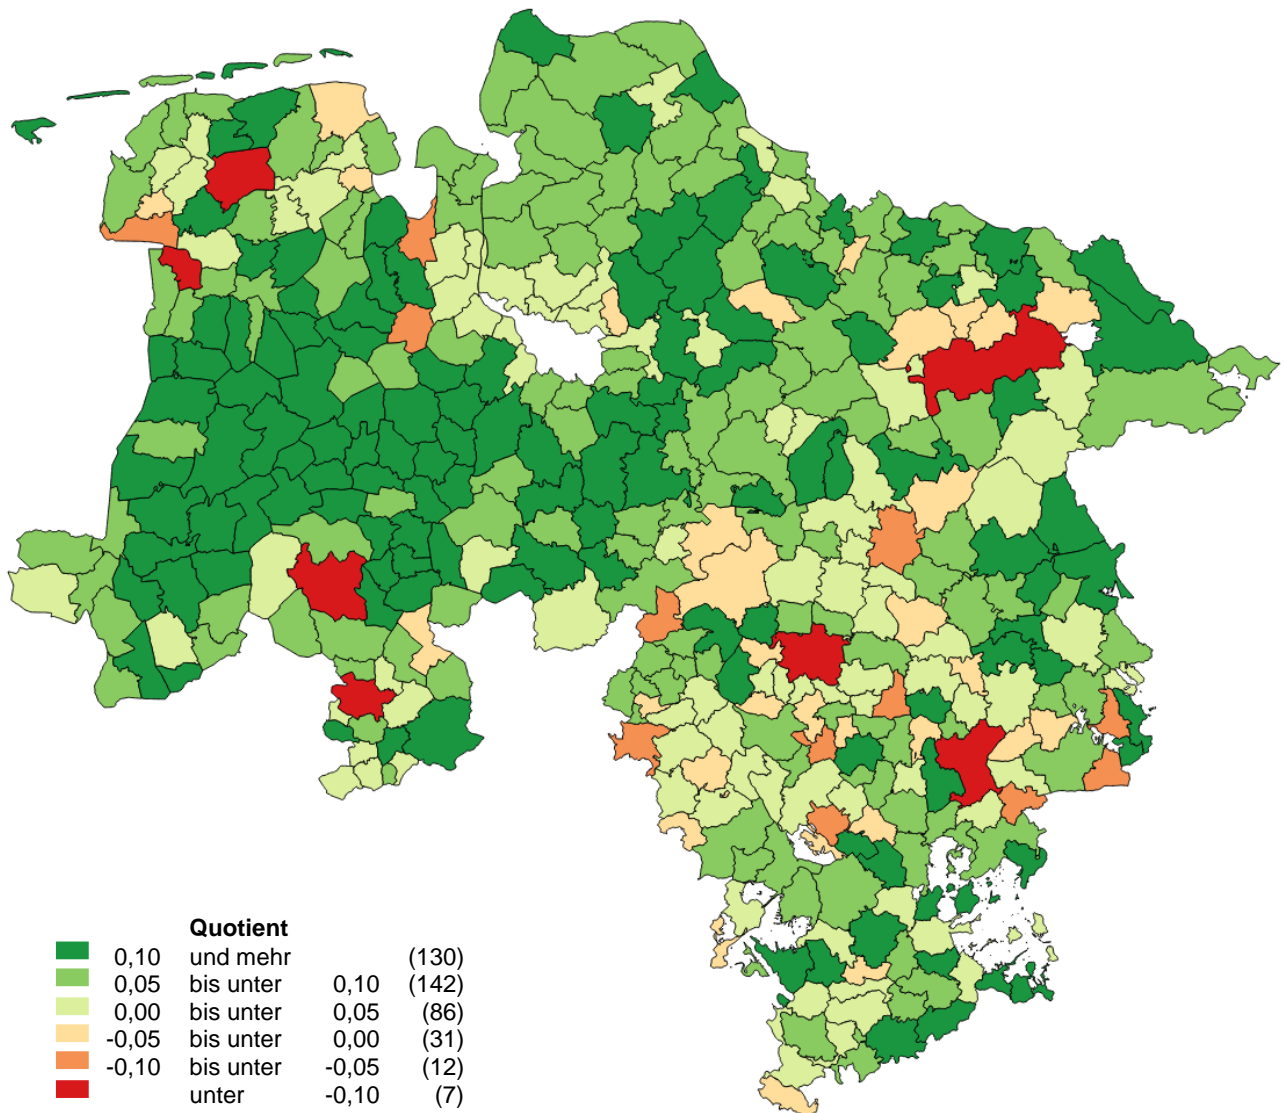 Quotient
0,10 und mehr (130)
0,05 bis unter 0,10 (142)
0,00 bis unter 0,05 (86)
-0,05 bis unter 0,00 (31)
-0,10 bis unter -0,05 (12)
unter -0,10 (7)